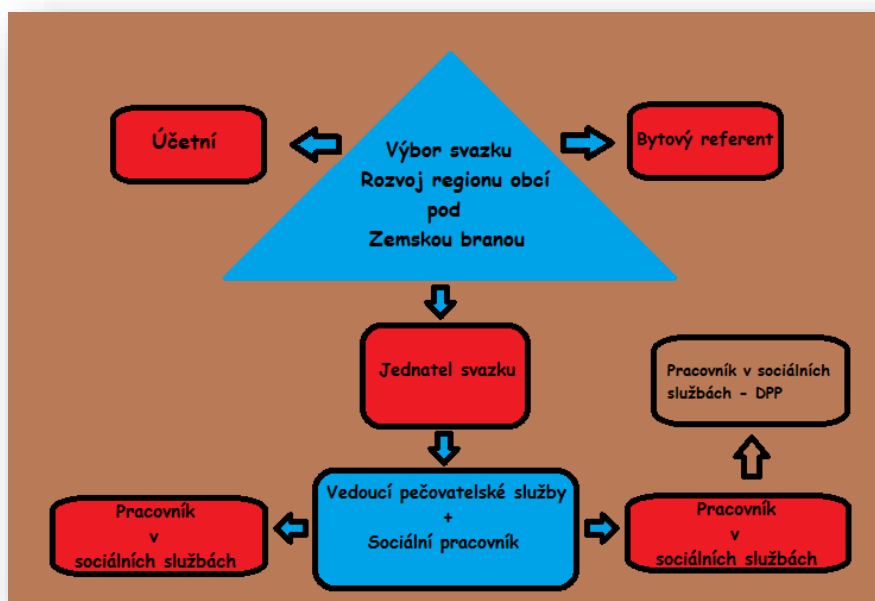 Účetní
Výbor svazku
Rozvoj regionu obcí
pod
Zemskou branou
Bytový referent
Jednatel svazku
Pracovník v sociálních
službách - DPP
Pracovník
v
sociálních službách
Vedoucí pečovatelské služby
+
Sociální pracovník
Pracovník
v
sociálních službách